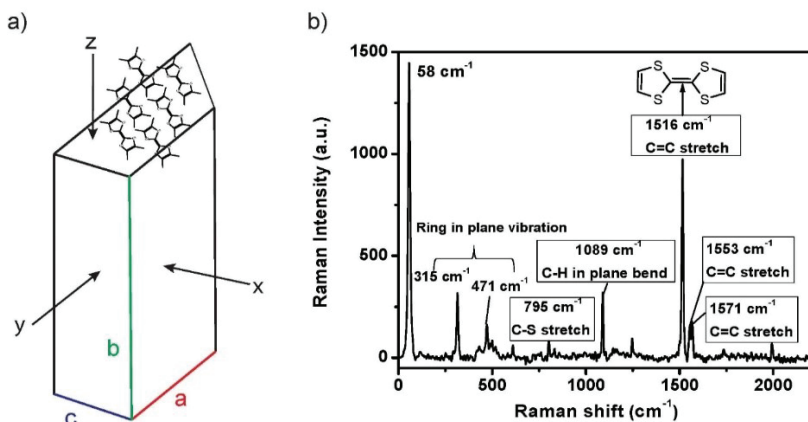 a)
z
y
x
b
a
c
b)
Raman Intensity (a.u.)
1500
1000
500
0
58 cm-1
Ring in plane vibration
315 cm-1
471 cm-1
795 cm-1
C-S stretch
1089 cm-1
C-H in plane bend
S S
S S
1516 cm-1
C=C stretch
1553 cm-1
C=C stretch
1571 cm-1
C=C stretch
0 500 1000 1500 2000
Raman shift (cm-1)